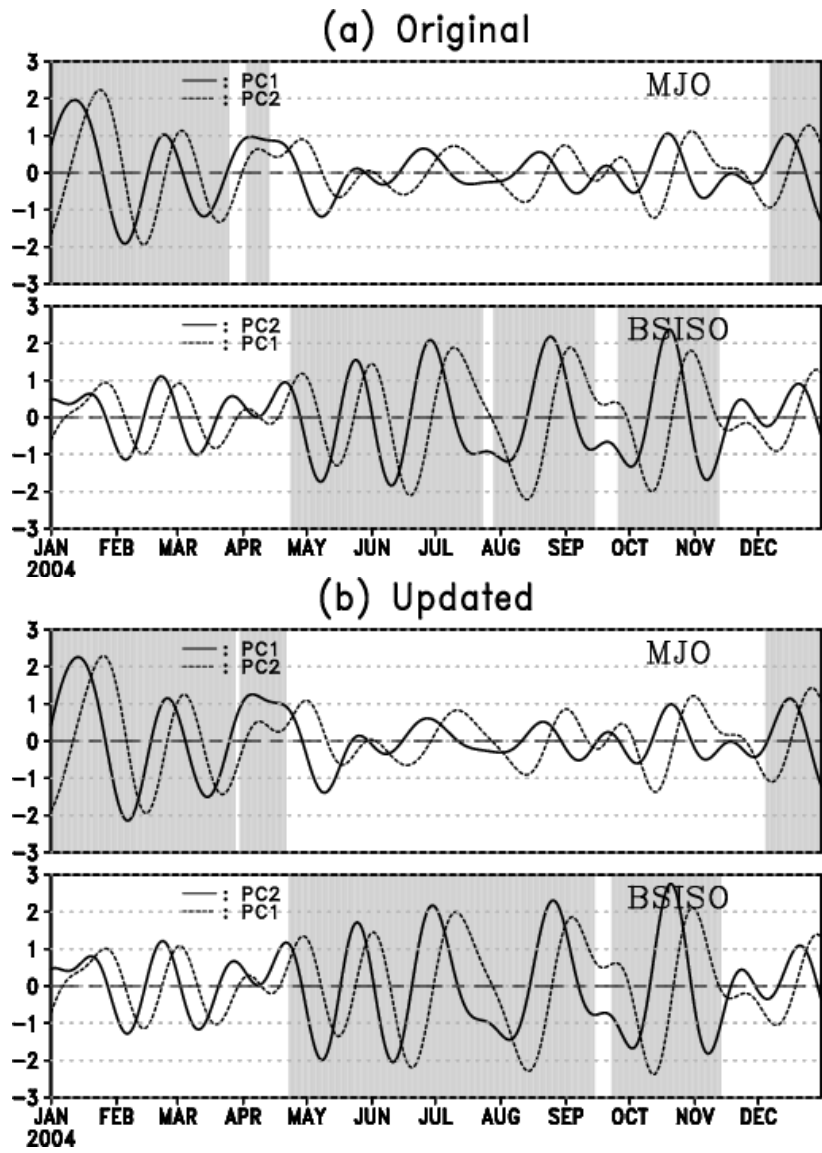 (a) Original
3
: PC1
MJO
2
: PC2
1
0
-1
-2
-3
3
: PC2
BSISO
2
: PC1
1
0
-1
-2
-3
JAN FEB MAR APR MAY JUN JUL AUG SEP OCT NOV DEC
2004
(b) Updated
3
: PC1
MJO
2
: PC2
1
0
-1
-2
-3
3
: PC2
BSISO
2
: PC1
1
0
-1
-2
-3
JAN FEB MAR APR MAY JUN JUL AUG SEP OCT NOV DEC
2004